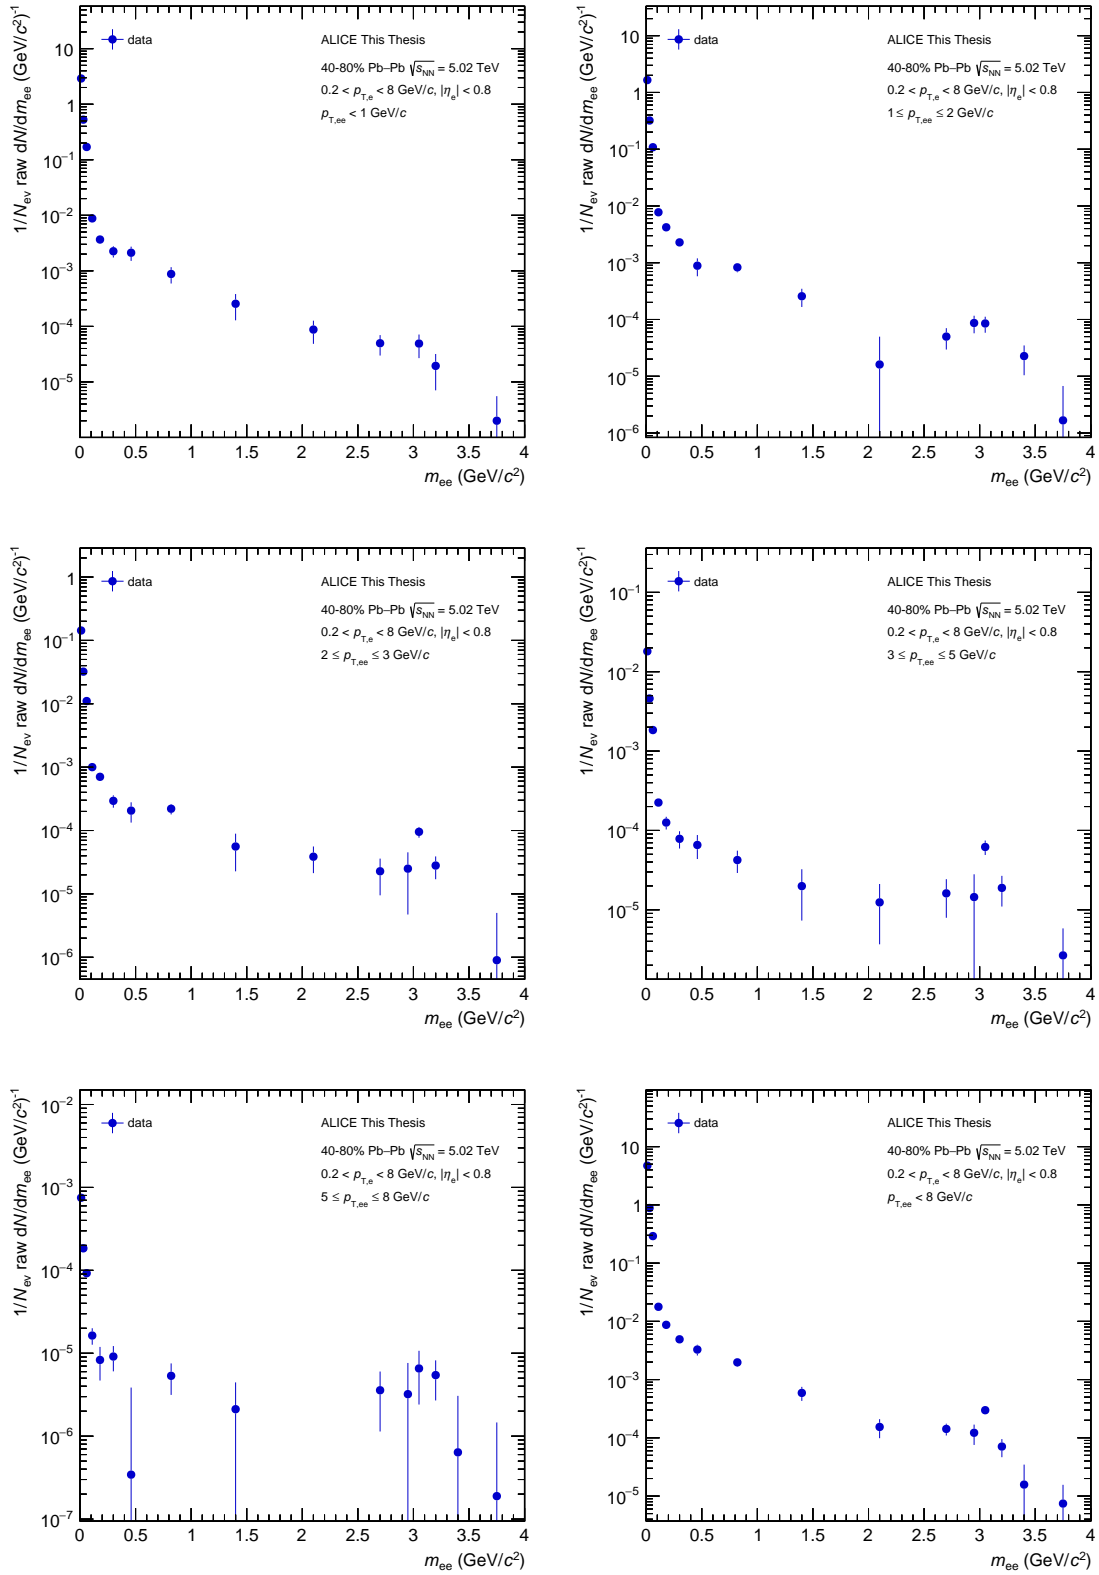 1/N_ev raw dN/dm_ee (GeV/c²)⁻¹
data
ALICE This Thesis
40-80% Pb–Pb √s_NN = 5.02 TeV
0.2 < p_T,e < 8 GeV/c, |η_e| < 0.8
p_T,ee < 1 GeV/c
10
1
10⁻¹
10⁻²
10⁻³
10⁻⁴
10⁻⁵
0 0.5 1 1.5 2 2.5 3 3.5 4
m_ee (GeV/c²)
1/N_ev raw dN/dm_ee (GeV/c²)⁻¹
data
ALICE This Thesis
40-80% Pb–Pb √s_NN = 5.02 TeV
0.2 < p_T,e < 8 GeV/c, |η_e| < 0.8
1 ≤ p_T,ee ≤ 2 GeV/c
10
1
10⁻¹
10⁻²
10⁻³
10⁻⁴
10⁻⁵
10⁻⁶
0 0.5 1 1.5 2 2.5 3 3.5 4
m_ee (GeV/c²)
1/N_ev raw dN/dm_ee (GeV/c²)⁻¹
data
ALICE This Thesis
40-80% Pb–Pb √s_NN = 5.02 TeV
0.2 < p_T,e < 8 GeV/c, |η_e| < 0.8
2 ≤ p_T,ee ≤ 3 GeV/c
1
10⁻¹
10⁻²
10⁻³
10⁻⁴
10⁻⁵
10⁻⁶
0 0.5 1 1.5 2 2.5 3 3.5 4
m_ee (GeV/c²)
1/N_ev raw dN/dm_ee (GeV/c²)⁻¹
data
ALICE This Thesis
40-80% Pb–Pb √s_NN = 5.02 TeV
0.2 < p_T,e < 8 GeV/c, |η_e| < 0.8
3 ≤ p_T,ee ≤ 5 GeV/c
10⁻¹
10⁻²
10⁻³
10⁻⁴
10⁻⁵
0 0.5 1 1.5 2 2.5 3 3.5 4
m_ee (GeV/c²)
1/N_ev raw dN/dm_ee (GeV/c²)⁻¹
data
ALICE This Thesis
40-80% Pb–Pb √s_NN = 5.02 TeV
0.2 < p_T,e < 8 GeV/c, |η_e| < 0.8
5 ≤ p_T,ee ≤ 8 GeV/c
10⁻²
10⁻³
10⁻⁴
10⁻⁵
10⁻⁶
10⁻⁷
0 0.5 1 1.5 2 2.5 3 3.5 4
m_ee (GeV/c²)
1/N_ev raw dN/dm_ee (GeV/c²)⁻¹
data
ALICE This Thesis
40-80% Pb–Pb √s_NN = 5.02 TeV
0.2 < p_T,e < 8 GeV/c, |η_e| < 0.8
p_T,ee < 8 GeV/c
10
1
10⁻¹
10⁻²
10⁻³
10⁻⁴
10⁻⁵
0 0.5 1 1.5 2 2.5 3 3.5 4
m_ee (GeV/c²)